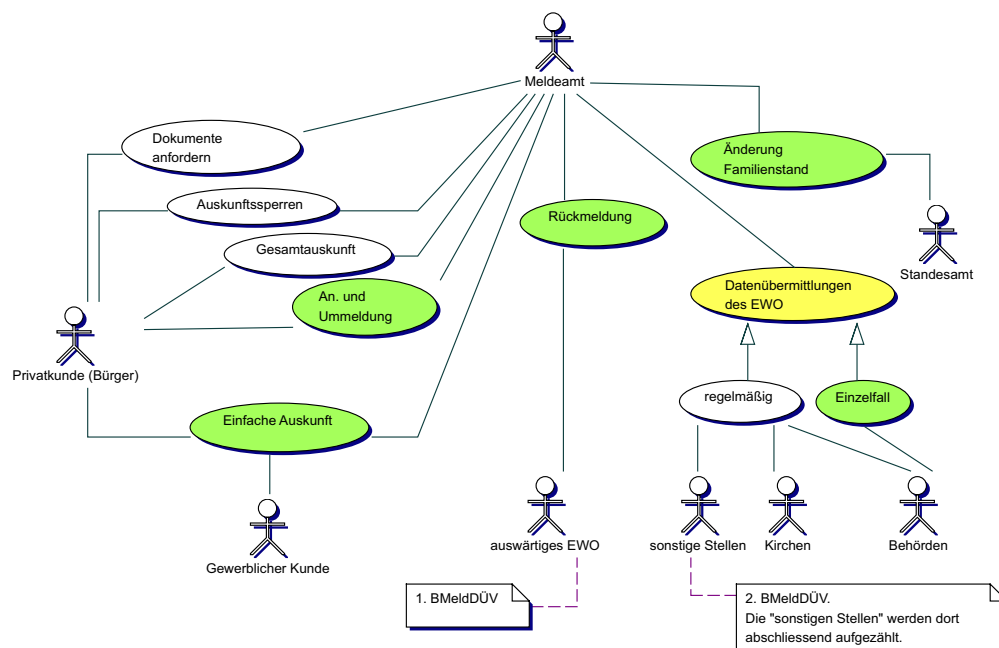 Meldeamt
Dokumente
anfordern
Änderung
Familienstand
Auskunftssperren
Rückmeldung
Gesamtauskunft
Standesamt
Datenübermittlungen
des EWO
An. und
Ummeldung
Privatkunde (Bürger)
regelmäßig
Einzelfall
Einfache Auskunft
auswärtiges EWO
sonstige Stellen
Kirchen
Behörden
Gewerblicher Kunde
1. BMeldDÜV
2. BMeldDÜV.
Die "sonstigen Stellen" werden dort
abschliessend aufgezählt.